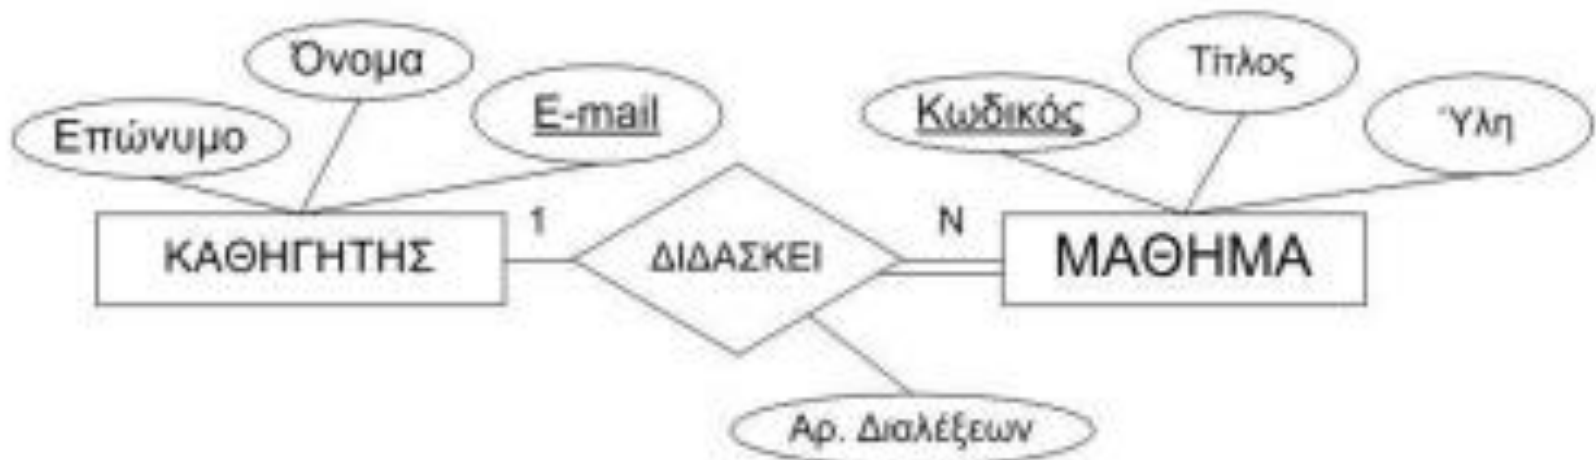 Όνομα
Τίτλος
E-mail
Κωδικός
Ύλη
Επώνυμο
1
N
ΚΑΘΗΓΗΤΗΣ
ΔΙΔΑΣΚΕΙ
ΜΑΘΗΜΑ
Αρ. Διαλέξεων